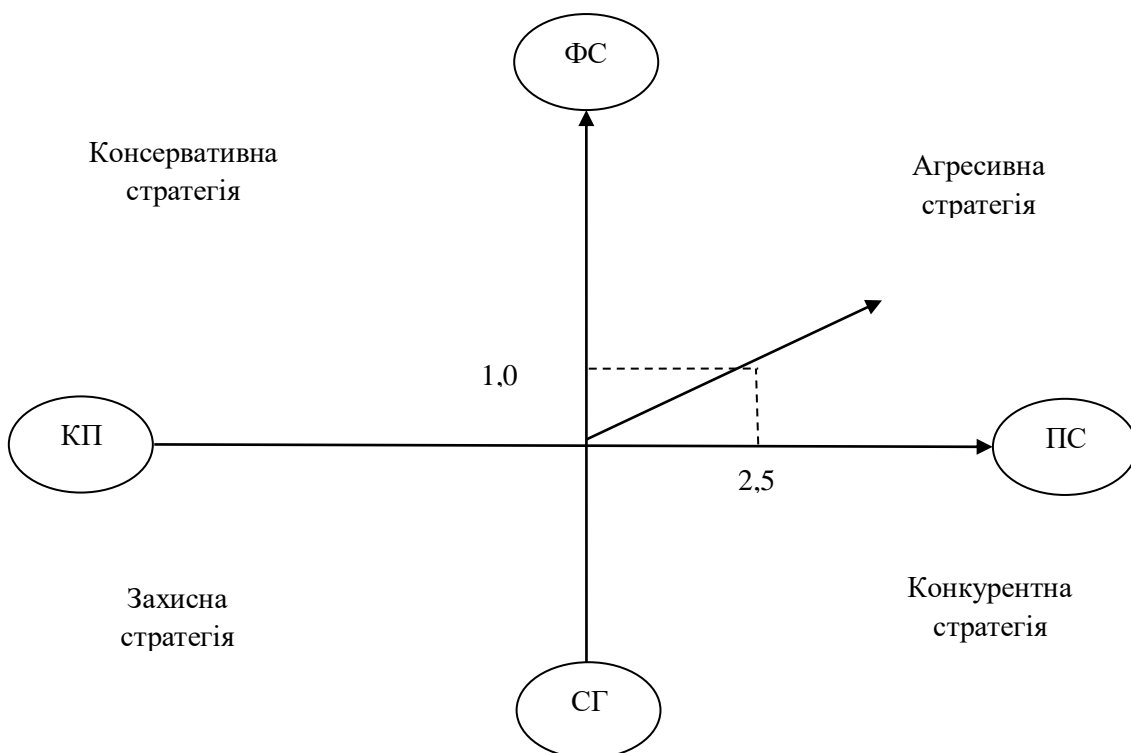 ФС
Консервативна
стратегія
Агресивна
стратегія
1,0
КП
ПС
2,5
Захисна
стратегія
Конкурентна
стратегія
СГ